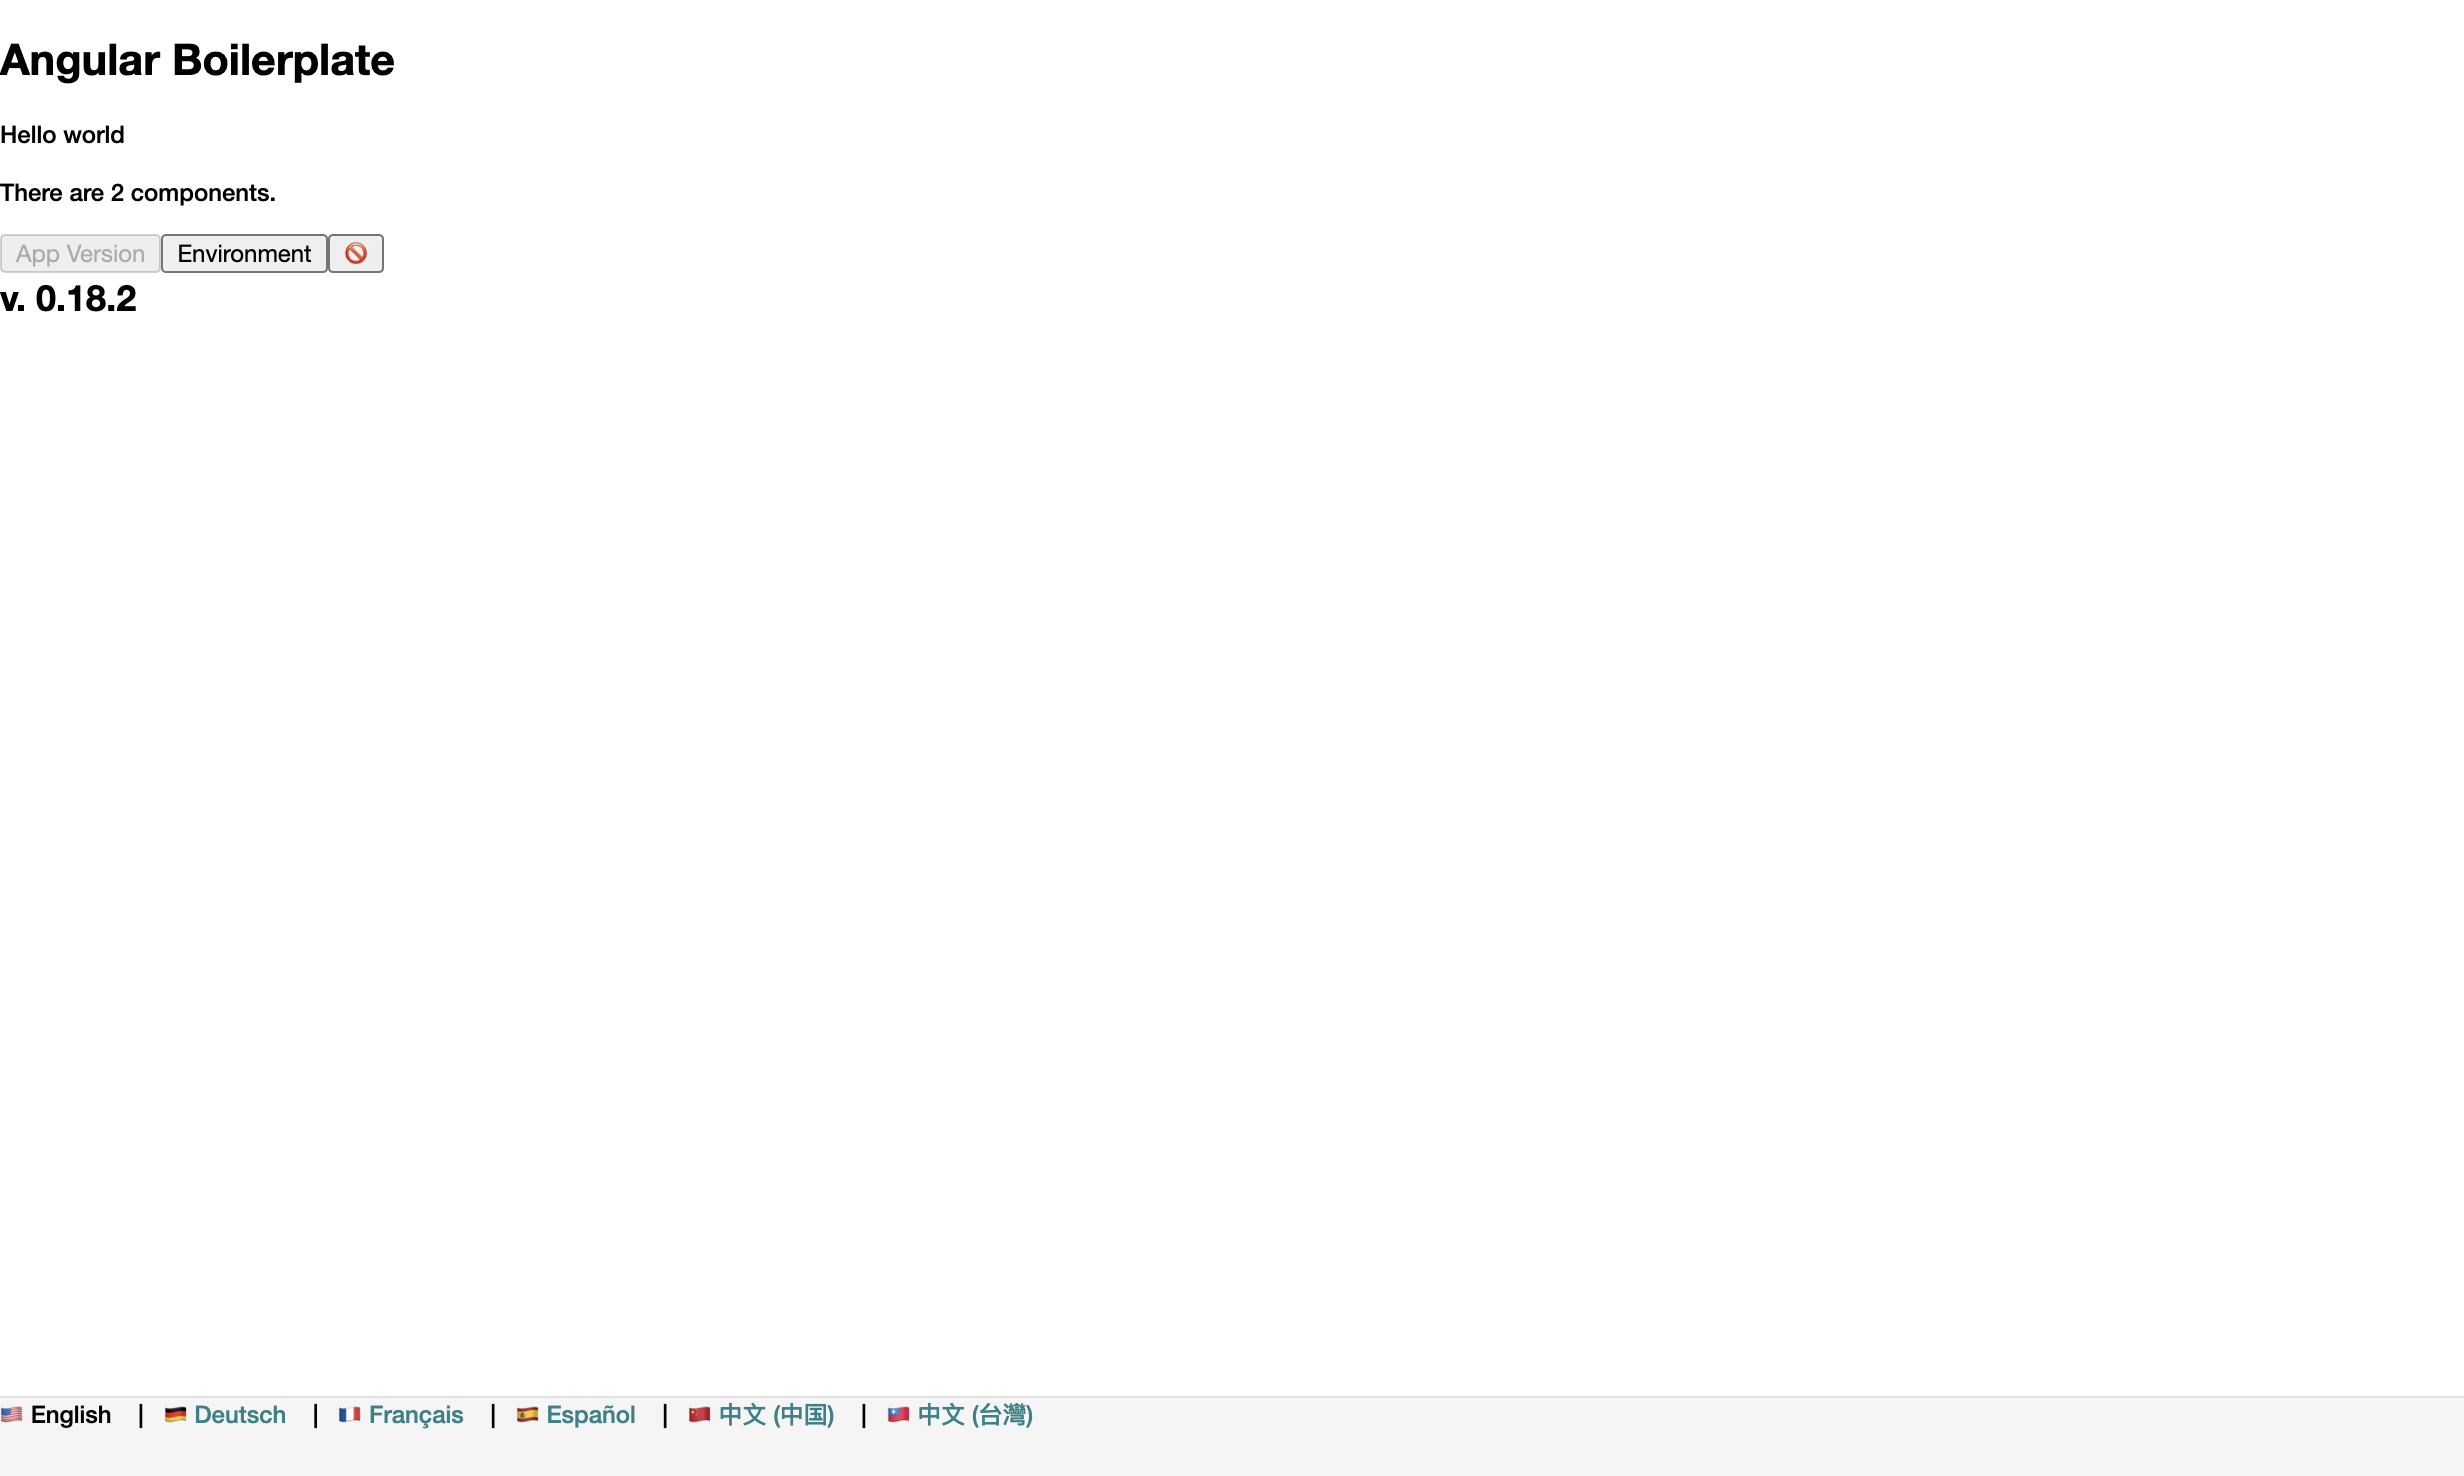 Angular Boilerplate
Hello world
There are 2 components.
App Version Environment 🚫
v. 0.18.2
🇺🇸 English | 🇩🇪 Deutsch | 🇫🇷 Français | 🇪🇸 Español | 🇨🇳 中文 (中国) | 🇹🇼 中文 (台灣)